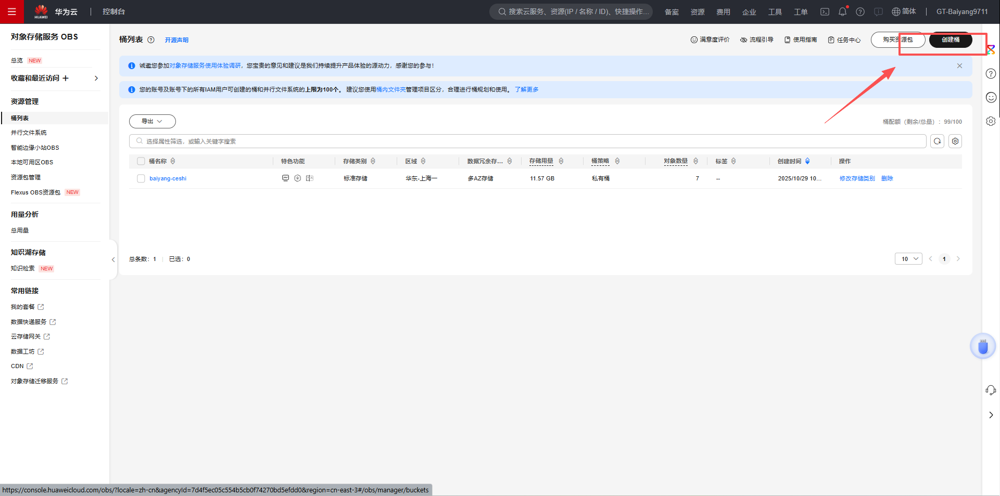 HUAWEI 华为云 | 控制台
搜索云服务、资源(IP / 名称 / ID)、快捷操作...
备案 资源 费用 企业 工具 工单 简体 | GT-Baiyang9711
对象存储服务 OBS
总览 NEW
收藏和最近访问
资源管理
桶列表
并行文件系统
智能边缘小站OBS
本地可用区OBS
资源包管理
Flexus OBS资源包 NEW
用量分析
总用量
知识湖存储
知识检索 NEW
常用链接
我的套餐
数据快递服务
云存储网关
数据工坊
CDN
对象存储迁移服务
桶列表 开源声明
满意度评价 流程引导 使用指南 任务中心 购买资源包 创建桶
诚邀您参加对象存储服务使用体验调研，您宝贵的意见和建议是我们持续提升产品体验的源动力，感谢您的参与！
您的账号及账号下的所有IAM用户可创建的桶和并行文件系统的上限为100个。 建议您使用桶内文件夹管理项目区分，合理进行桶规划和使用。 了解更多
导出
桶配额（剩余/总量）：99/100
选择属性筛选，或输入关键字搜索
桶名称 特色功能 存储类别 区域 数据冗余存... 存储用量 桶策略 对象数量 标签 创建时间 操作
baiyang-ceshi 标准存储 华东-上海一 多AZ存储 11.57 GB 私有桶 7 -- 2025/10/29 10... 修改存储类别 删除
总条数：1 | 已选：0
10 1
https://console.huaweicloud.com/obs/?locale=zh-cn&agencyId=7d4f5ec05c554b5cb0f74270bd5efdd0&region=cn-east-3#/obs/manager/buckets